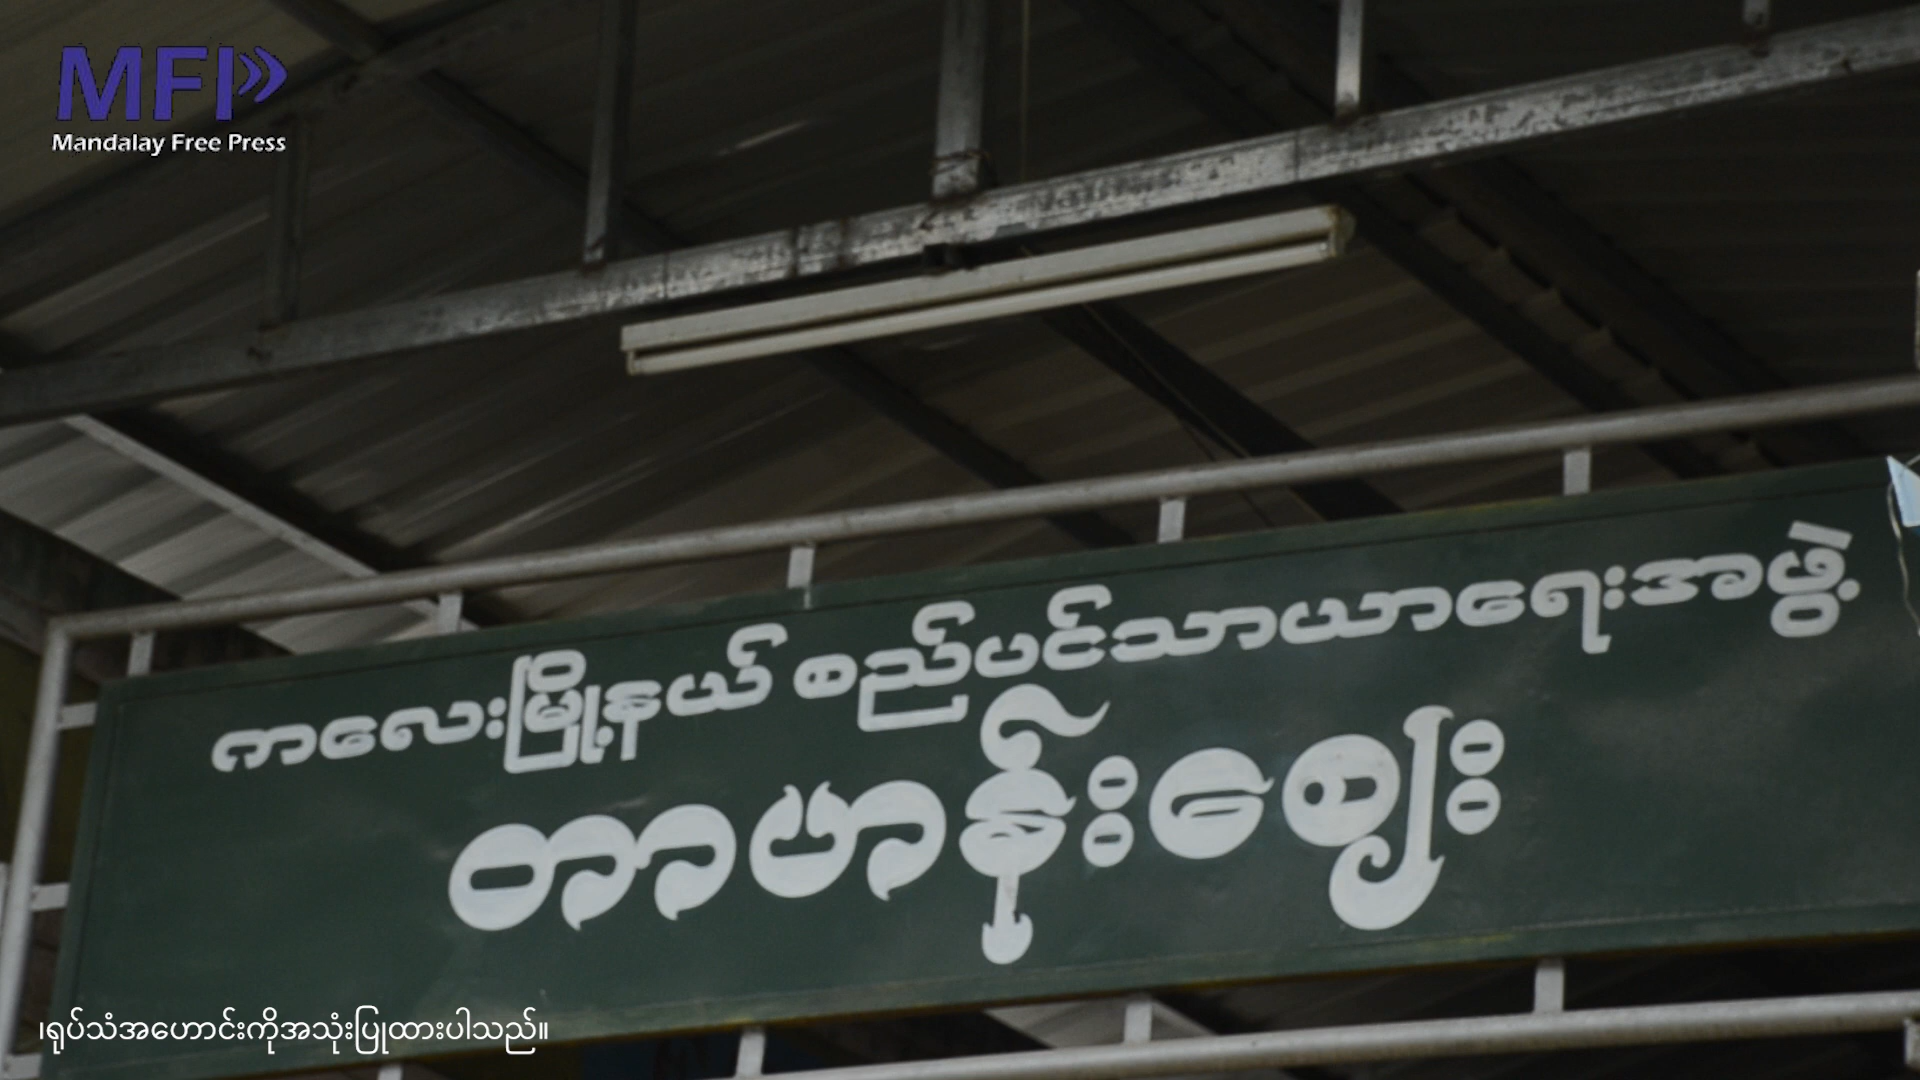 MFP
Mandalay Free Press
ကလေးမြို့နယ် စည်ပင်သာယာရေးအဖွဲ့
တာဟန်းဈေး
၊ရုပ်သံအဟောင်းကိုအသုံးပြုထားပါသည်။